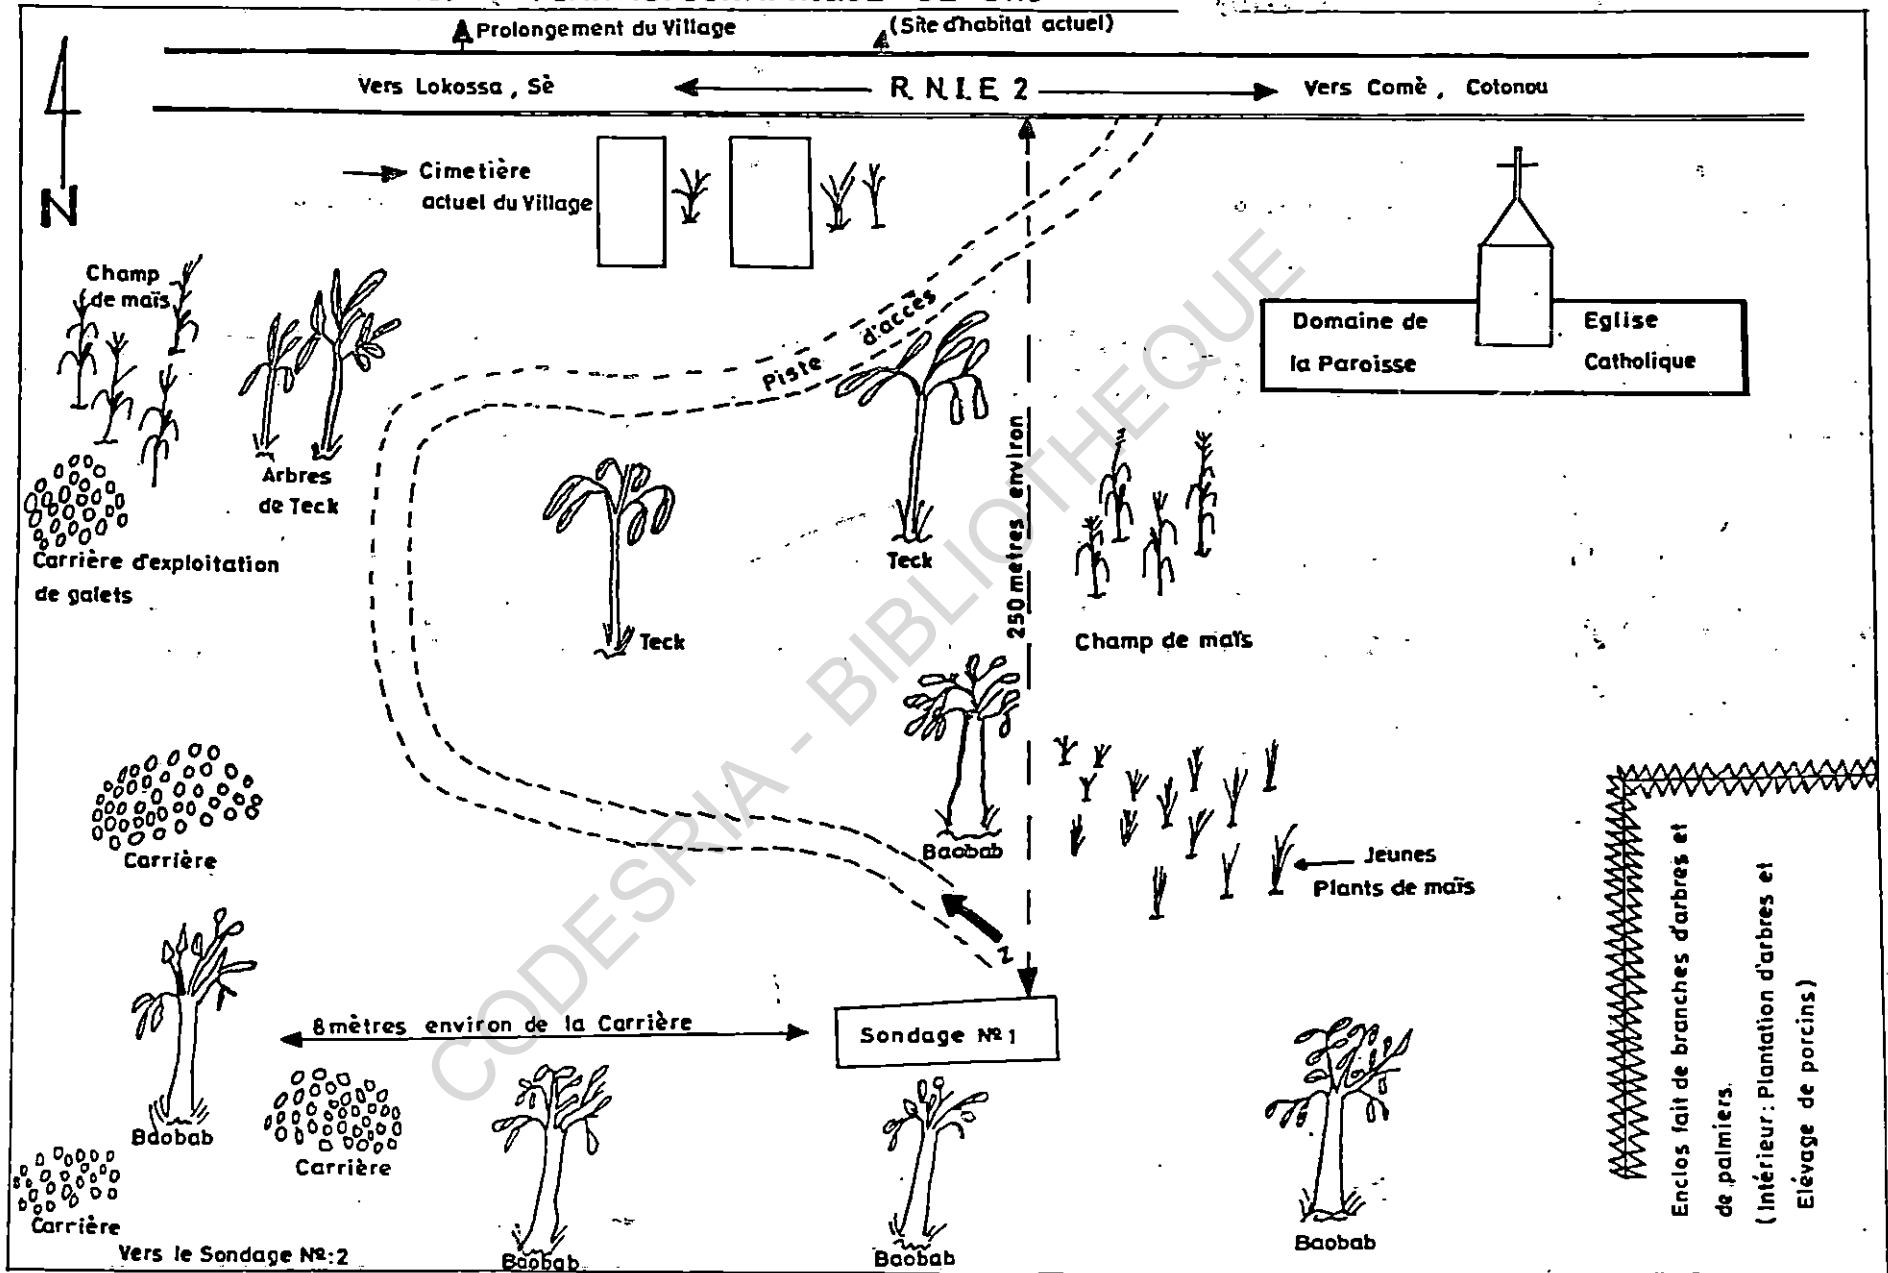 Prolongement du Village
(Site d'habitat actuel)
Vers Lokossa, Sè
R.N.I.E 2
Vers Comè, Cotonou
N
Cimetière
actuel du Village
Champ
de maïs
Piste d'accès
Domaine de
la Paroisse
Eglise
Catholique
Arbres
de Teck
Carrière d'exploitation
de galets
Teck
Teck
250 mètres environ
Champ de maïs
Baobab
Carrière
Jeunes
Plants de maïs
Enclos fait de branches d'arbres et
de palmiers.
(Intérieur: Plantation d'arbres et
Elévage de porcins)
N
8 mètres environ de la Carrière
Sondage Nº 1
Baobab
Carrière
Carrière
Vers le Sondage Nº:2
Baobab
Baobab
Baobab
CODESRIA - BIBLIOTHEQUE